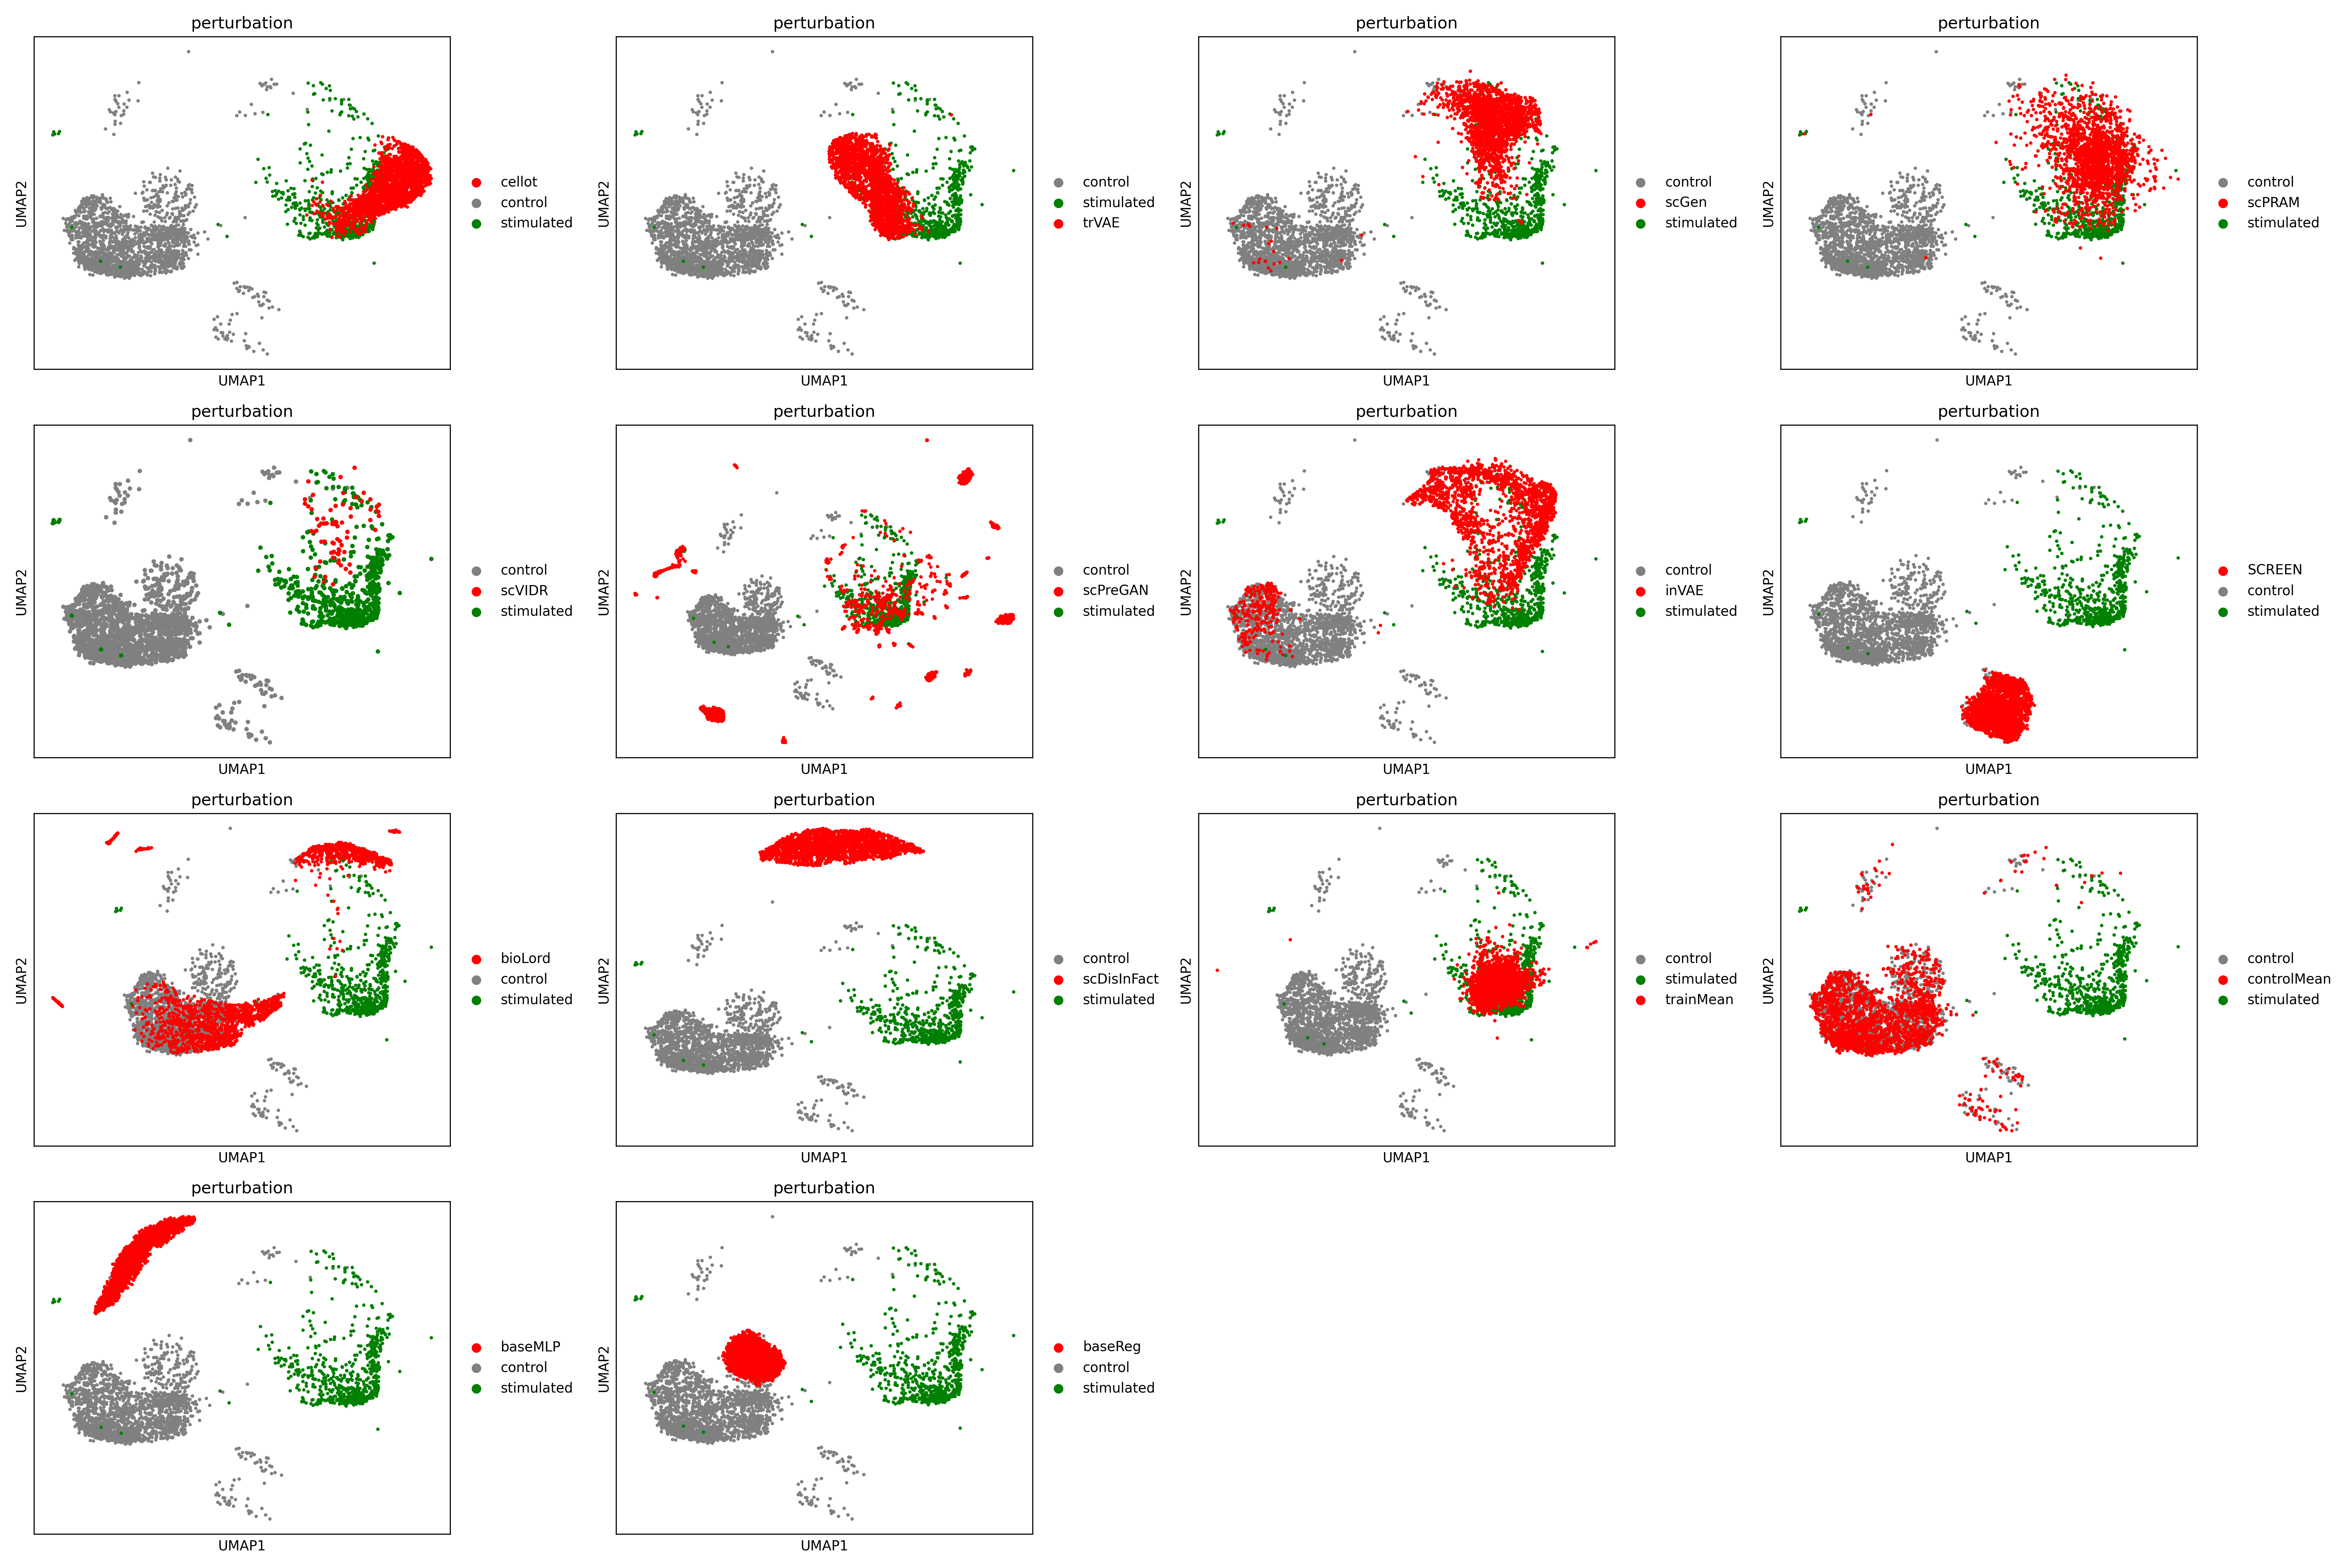 perturbation
UMAP2
UMAP1
cellot
control
stimulated
perturbation
UMAP2
UMAP1
control
stimulated
trVAE
perturbation
UMAP2
UMAP1
control
scGen
stimulated
perturbation
UMAP2
UMAP1
control
scPRAM
stimulated
perturbation
UMAP2
UMAP1
control
scVIDR
stimulated
perturbation
UMAP2
UMAP1
control
scPreGAN
stimulated
perturbation
UMAP2
UMAP1
control
inVAE
stimulated
perturbation
UMAP2
UMAP1
SCREEN
control
stimulated
perturbation
UMAP2
UMAP1
bioLord
control
stimulated
perturbation
UMAP2
UMAP1
control
scDisInFact
stimulated
perturbation
UMAP2
UMAP1
control
stimulated
trainMean
perturbation
UMAP2
UMAP1
control
controlMean
stimulated
perturbation
UMAP2
UMAP1
baseMLP
control
stimulated
perturbation
UMAP2
UMAP1
baseReg
control
stimulated